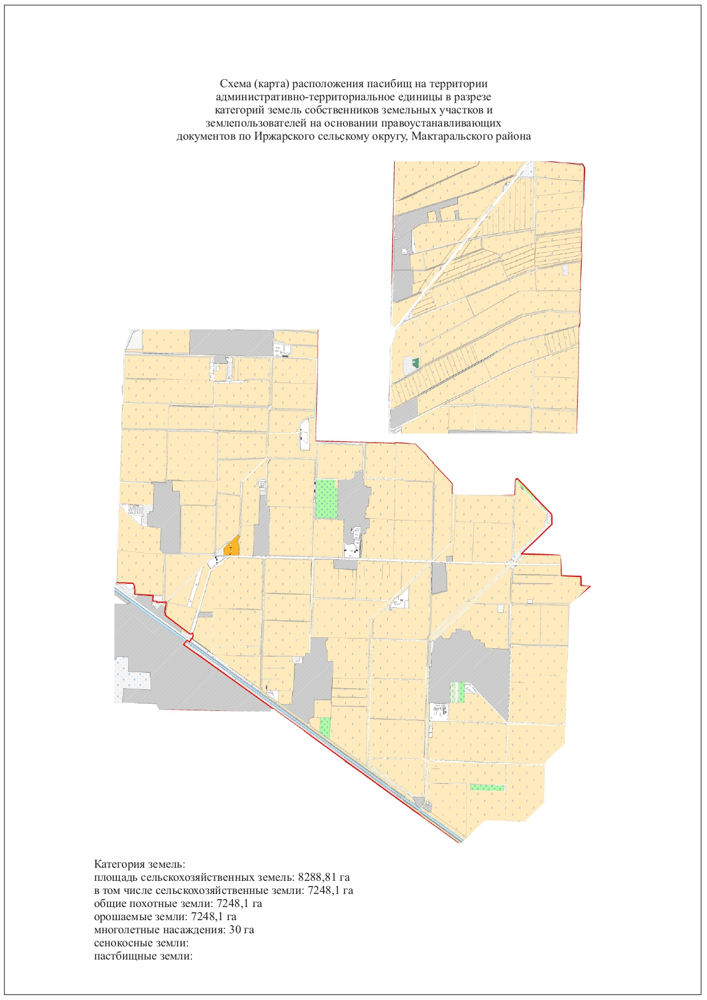 Схема (карта) расположения пасибищ на территории
административно-территориальное единицы в разрезе
категорий земель собственников земельных участков и
землепользователей на основании правоустанавливающих
документов по Иржарского сельскому округу, Мактаральского района
Категория земель:
площадь сельскохозяйственных земель: 8288,81 га
в том числе сельскохозяйственные земли: 7248,1 га
общие похотные земли: 7248,1 га
орошаемые земли: 7248,1 га
многолетные насаждения: 30 га
сенокосные земли:
пастбищные земли: